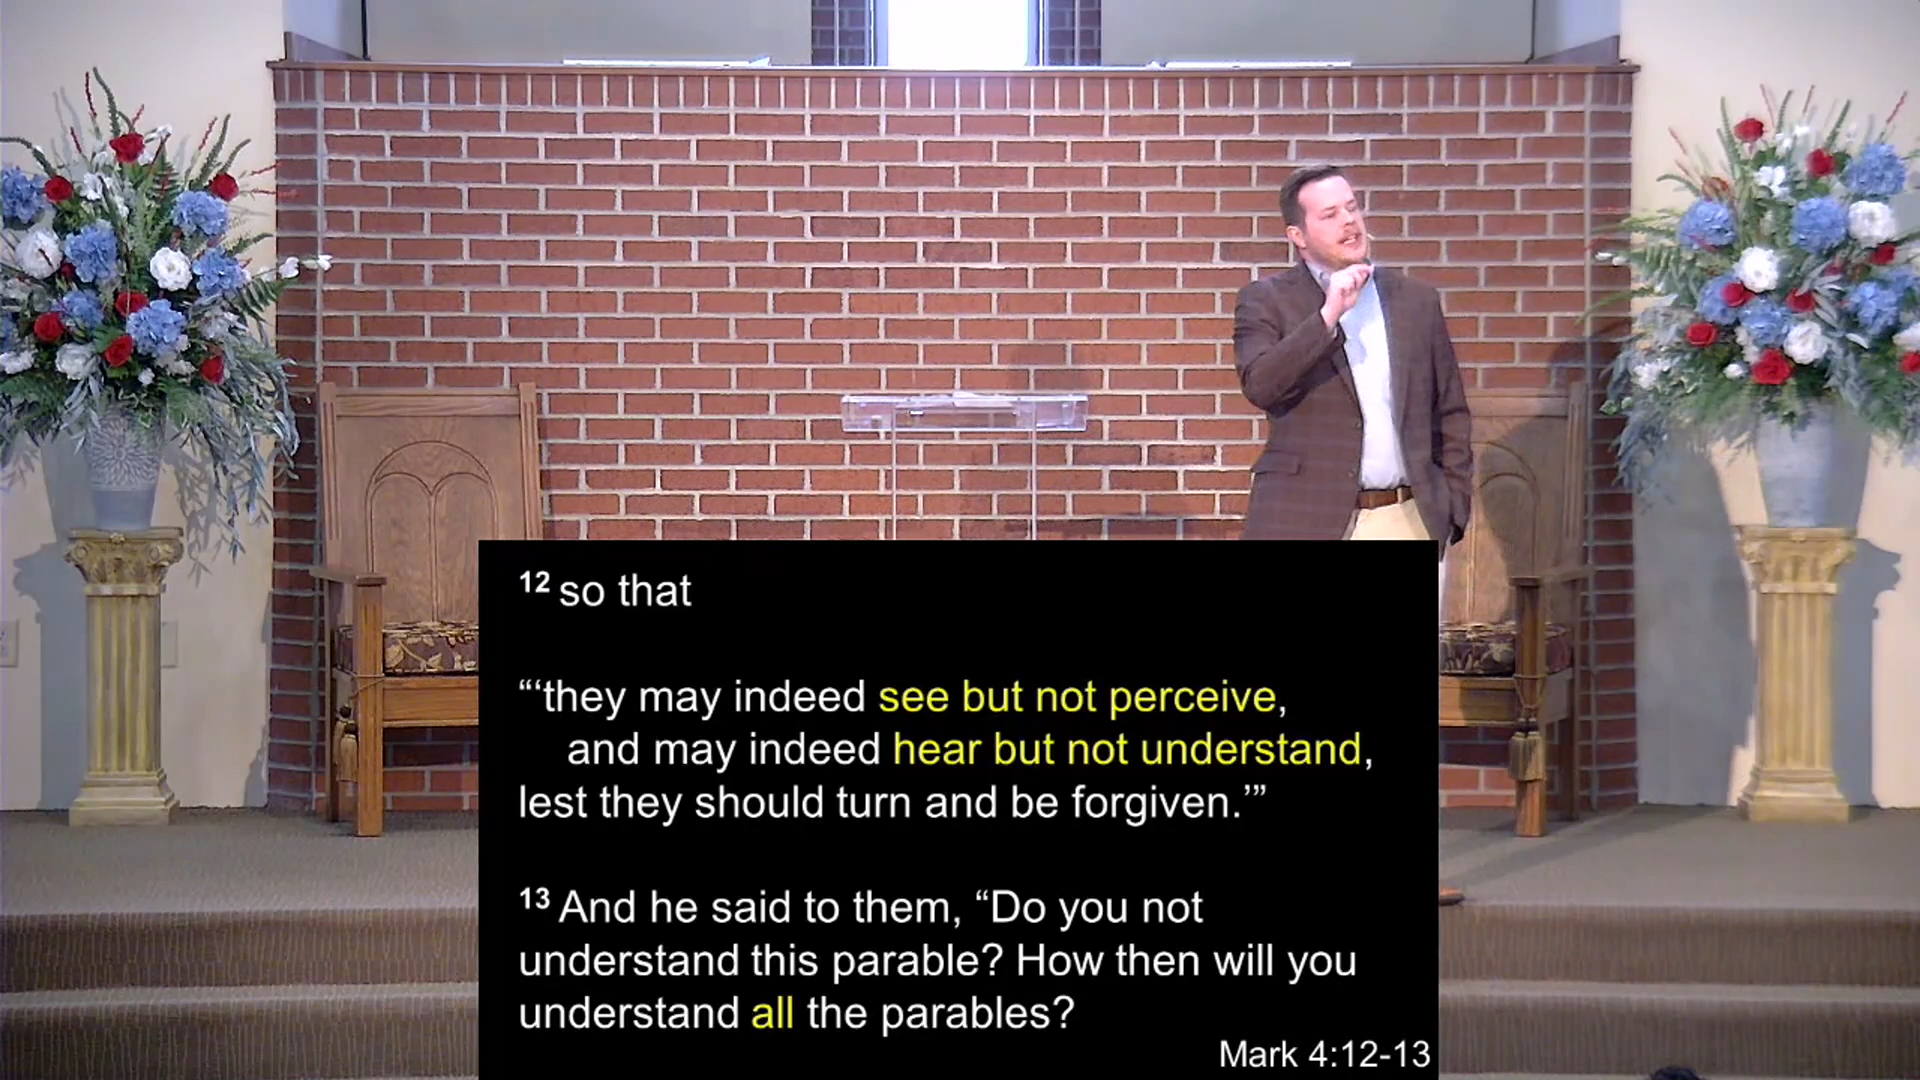 12 so that
“‘they may indeed see but not perceive,
and may indeed hear but not understand,
lest they should turn and be forgiven.’”
13 And he said to them, “Do you not
understand this parable? How then will you
understand all the parables?
Mark 4:12-13